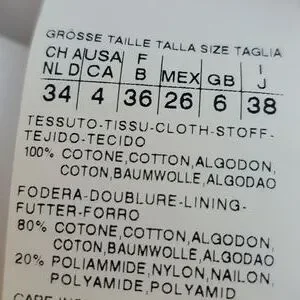 GRÖSSE TAILLE TALLA SIZE TAGLIA
CH A USA F I
NL D CA B MEX GB J
34 4 36 26 6 38
TESSUTO-TISSU-CLOTH-STOFF-
TEJIDO-TECIDO
100% COTONE,COTTON,ALGODON,
COTON,BAUMWOLLE,ALGODAO
FODERA-DOUBLURE-LINING-
FUTTER-FORRO
80% COTONE,COTTON,ALGODON,
COTON,BAUMWOLLE,ALGODAO
20% POLIAMMIDE,NYLON,NAILON,
POLYAMIDE,POLYAMID